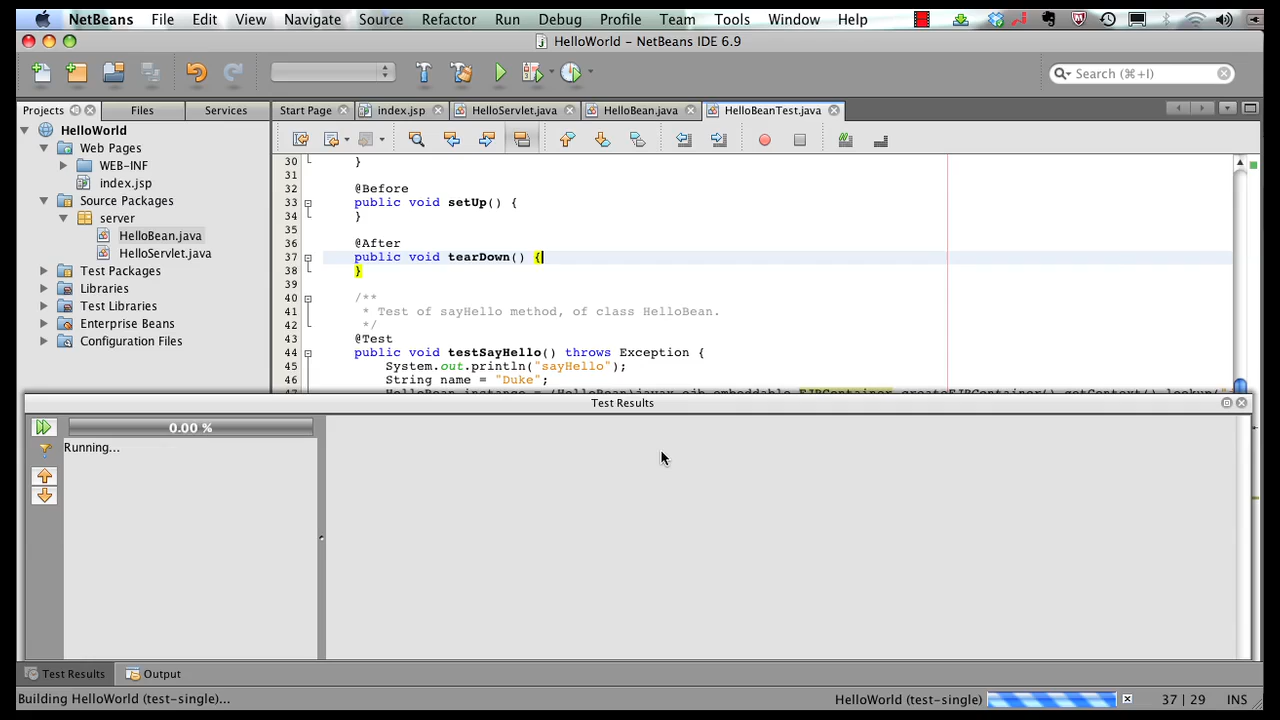 NetBeans File Edit View Navigate Source Refactor Run Debug Profile Team Tools Window Help
HelloWorld – NetBeans IDE 6.9
Search (⌘+I)
Projects Files Services
Start Page index.jsp HelloServlet.java HelloBean.java HelloBeanTest.java
HelloWorld
Web Pages
WEB-INF
index.jsp
Source Packages
server
HelloBean.java
HelloServlet.java
Test Packages
Libraries
Test Libraries
Enterprise Beans
Configuration Files
30 }
31
32 @Before
33 public void setUp() {
34 }
35
36 @After
37 public void tearDown() {
38 }
39
40 /**
41 * Test of sayHello method, of class HelloBean.
42 */
43 @Test
44 public void testSayHello() throws Exception {
45 System.out.println("sayHello");
46 String name = "Duke";
Test Results
0.00 %
Running...
Test Results Output
Building HelloWorld (test-single)...
HelloWorld (test-single) 37 | 29 INS